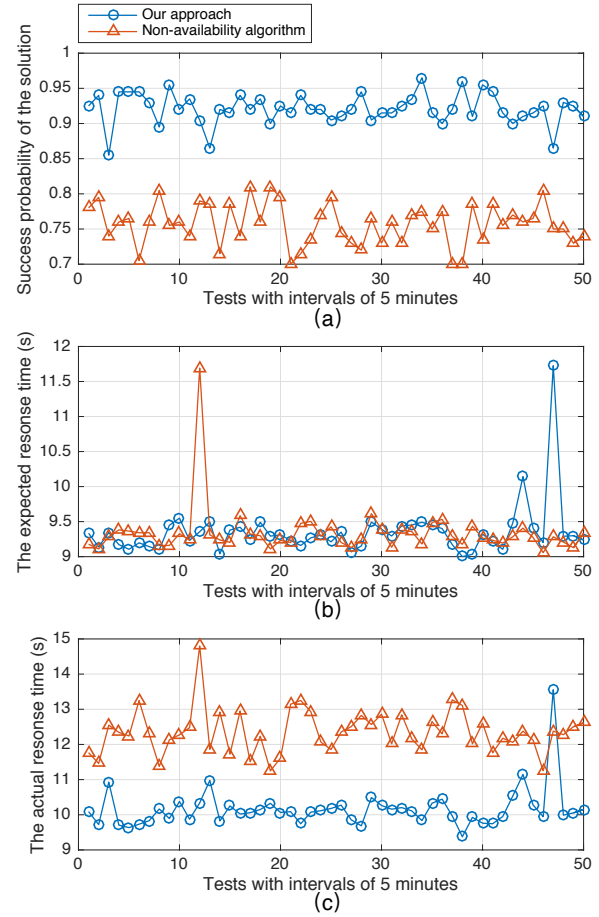 Our approach
Non-availability algorithm
Success probability of the solution
1
0.95
0.9
0.85
0.8
0.75
0.7
0 10 20 30 40 50
Tests with intervals of 5 minutes
(a)
The expected resonse time (s)
12
11.5
11
10.5
10
9.5
9
0 10 20 30 40 50
Tests with intervals of 5 minutes
(b)
The actual resonse time (s)
15
14
13
12
11
10
9
0 10 20 30 40 50
Tests with intervals of 5 minutes
(c)